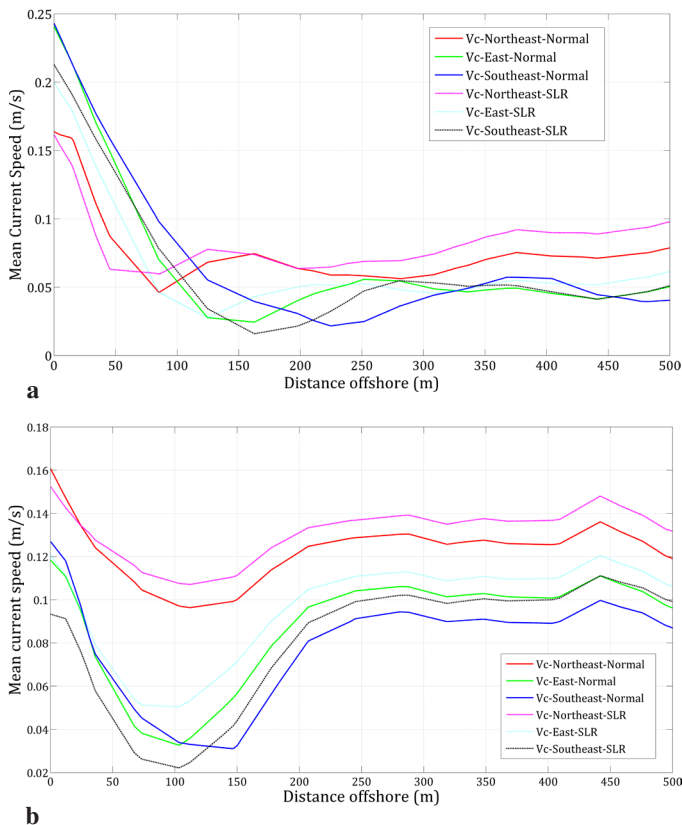 0.25
0.2
0.15
0.1
0.05
0
Mean Current Speed (m/s)
Vc-Northeast-Normal
Vc-East-Normal
Vc-Southeast-Normal
Vc-Northeast-SLR
Vc-East-SLR
Vc-Southeast-SLR
0 50 100 150 200 250 300 350 400 450 500
Distance offshore (m)
a
0.18
0.16
0.14
0.12
0.1
0.08
0.06
0.04
0.02
Mean current speed (m/s)
Vc-Northeast-Normal
Vc-East-Normal
Vc-Southeast-Normal
Vc-Northeast-SLR
Vc-East-SLR
Vc-Southeast-SLR
0 50 100 150 200 250 300 350 400 450 500
Distance offshore (m)
b